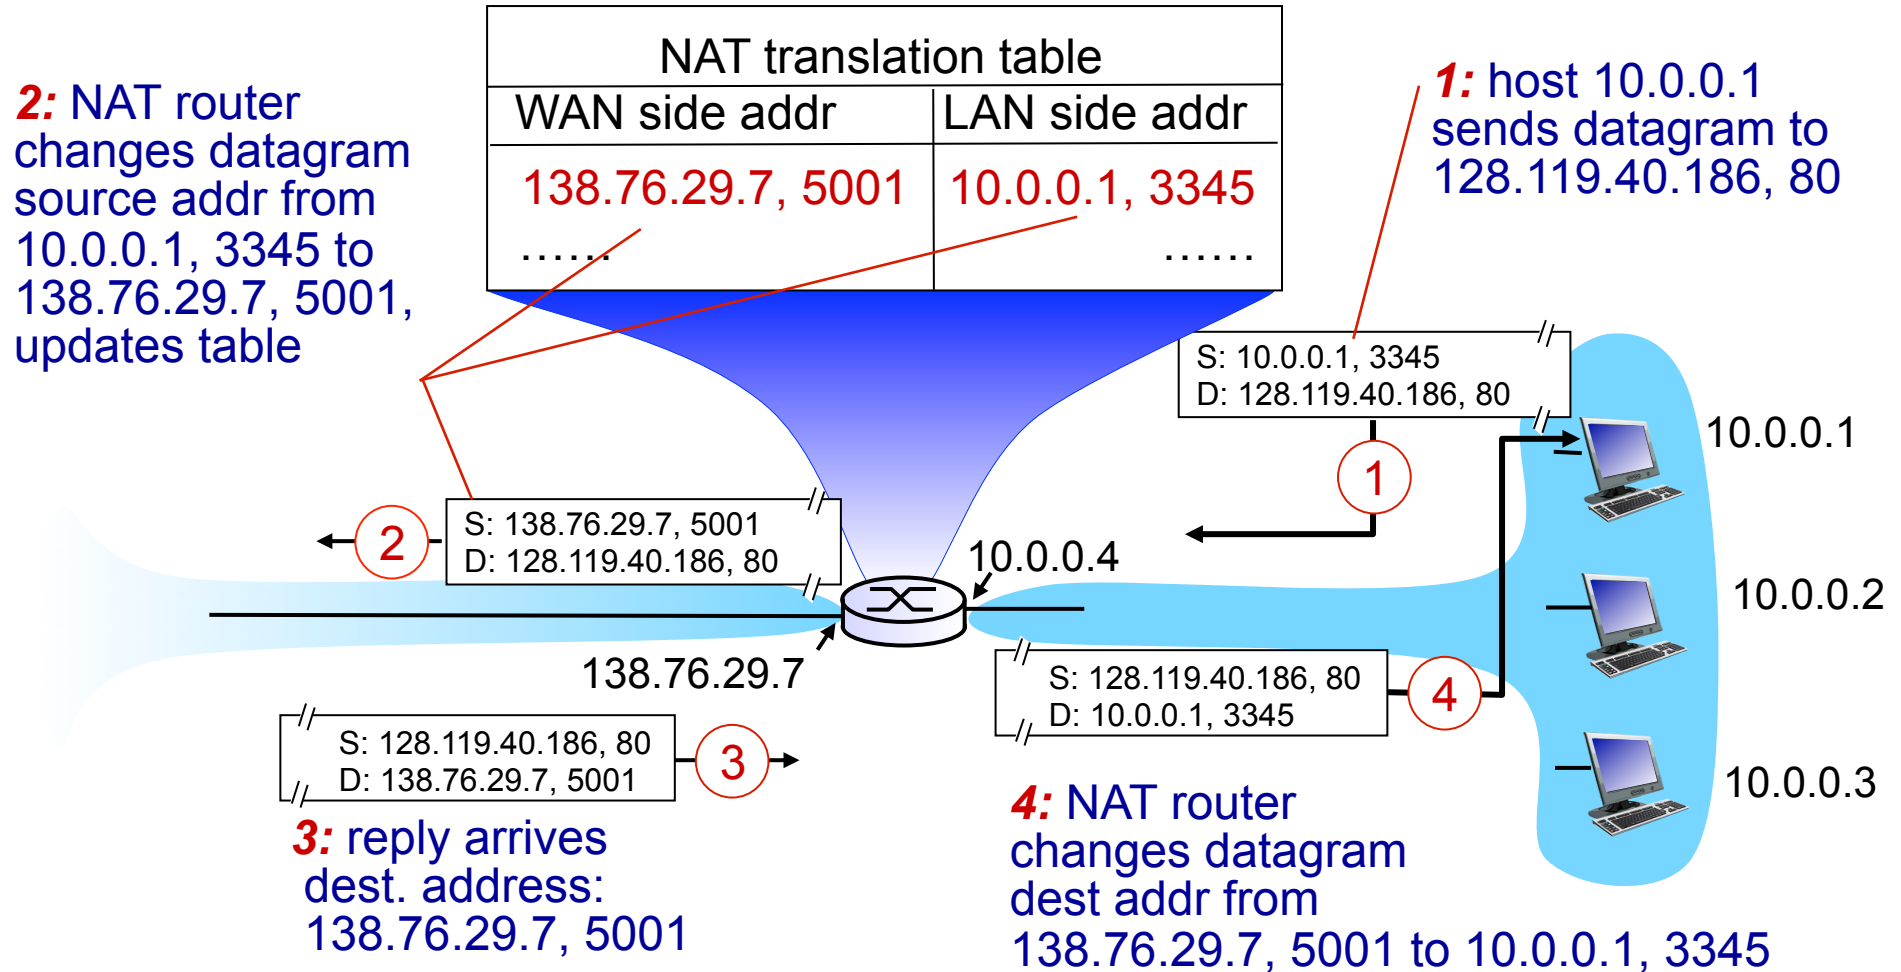 NAT translation table
WAN side addr LAN side addr
138.76.29.7, 5001 10.0.0.1, 3345
...... ......
2: NAT router
changes datagram
source addr from
10.0.0.1, 3345 to
138.76.29.7, 5001,
updates table
1: host 10.0.0.1
sends datagram to
128.119.40.186, 80
S: 10.0.0.1, 3345
D: 128.119.40.186, 80
1
10.0.0.1
S: 138.76.29.7, 5001
D: 128.119.40.186, 80
2
10.0.0.4
10.0.0.2
138.76.29.7
S: 128.119.40.186, 80
D: 10.0.0.1, 3345
4
S: 128.119.40.186, 80
D: 138.76.29.7, 5001
3
10.0.0.3
3: reply arrives
dest. address:
138.76.29.7, 5001
4: NAT router
changes datagram
dest addr from
138.76.29.7, 5001 to 10.0.0.1, 3345